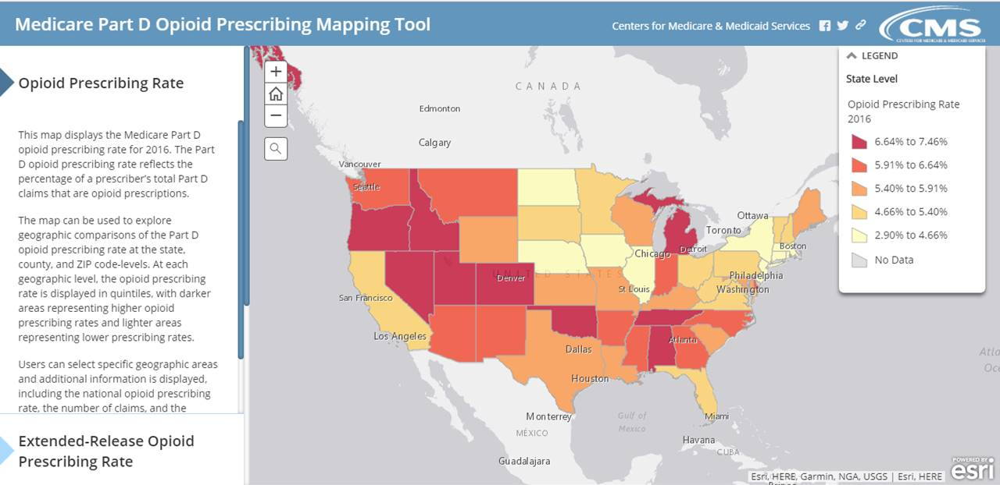 Medicare Part D Opioid Prescribing Mapping Tool
Centers for Medicare & Medicaid Services
CMS
CENTERS FOR MEDICARE & MEDICAID SERVICES
Opioid Prescribing Rate
This map displays the Medicare Part D
opioid prescribing rate for 2016. The Part
D opioid prescribing rate reflects the
percentage of a prescriber's total Part D
claims that are opioid prescriptions.
The map can be used to explore
geographic comparisons of the Part D
opioid prescribing rate at the state,
county, and ZIP code-levels. At each
geographic level, the opioid prescribing
rate is displayed in quintiles, with darker
areas representing higher opioid
prescribing rates and lighter areas
representing lower prescribing rates.
Users can select specific geographic areas
and additional information is displayed,
including the national opioid prescribing
rate, the number of claims, and the
Extended-Release Opioid
Prescribing Rate
+
−
CANADA
Edmonton
Calgary
Vancouver
Seattle
Ottawa
Toronto
Boston
Chicago
Detroit
UNITED STATES
Denver
Philadelphia
St Louis
Washington
San Francisco
Los Angeles
Atlanta
Dallas
Houston
Monterrey
Gulf of
Mexico
Miami
MÉXICO
Havana
CUBA
Guadalajara
LEGEND
State Level
Opioid Prescribing Rate
2016
6.64% to 7.46%
5.91% to 6.64%
5.40% to 5.91%
4.66% to 5.40%
2.90% to 4.66%
No Data
Esri, HERE, Garmin, NGA, USGS | Esri, HERE
POWERED BY
esri